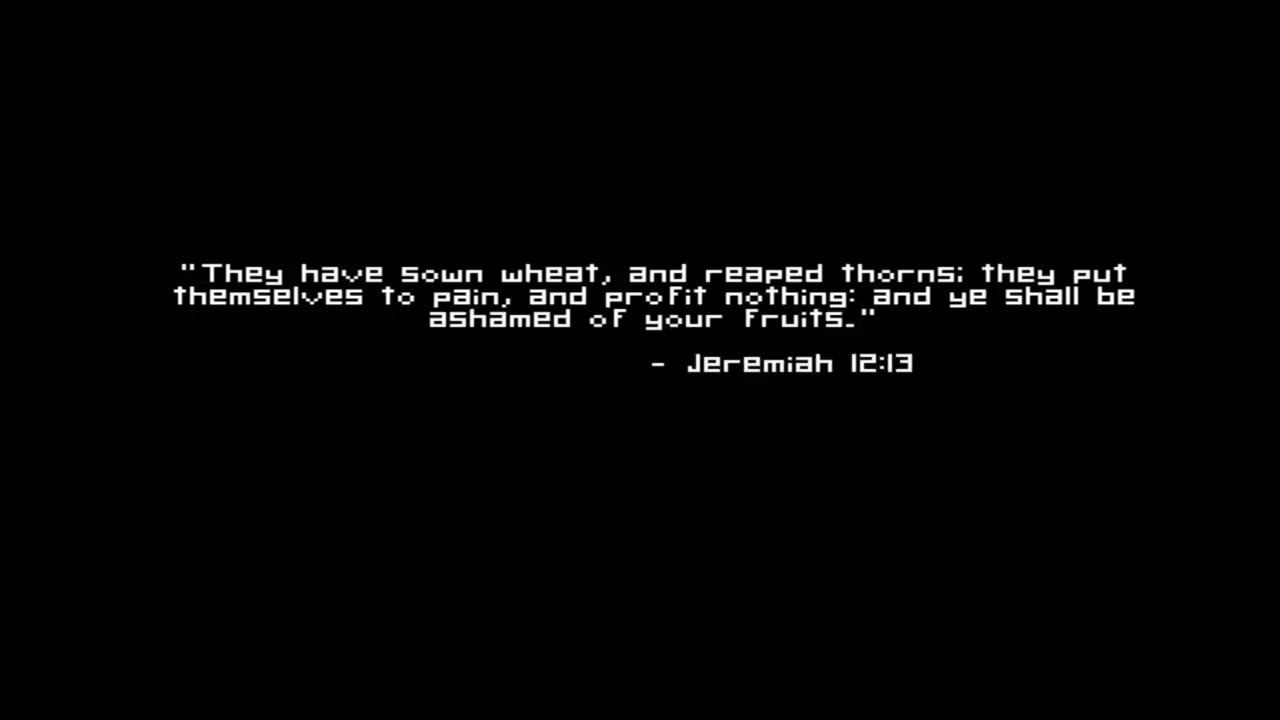 "They have sown wheat, and reaped thorns; they put
themselves to pain, and profit nothing: and ye shall be
ashamed of your fruits."
- Jeremiah 12:13